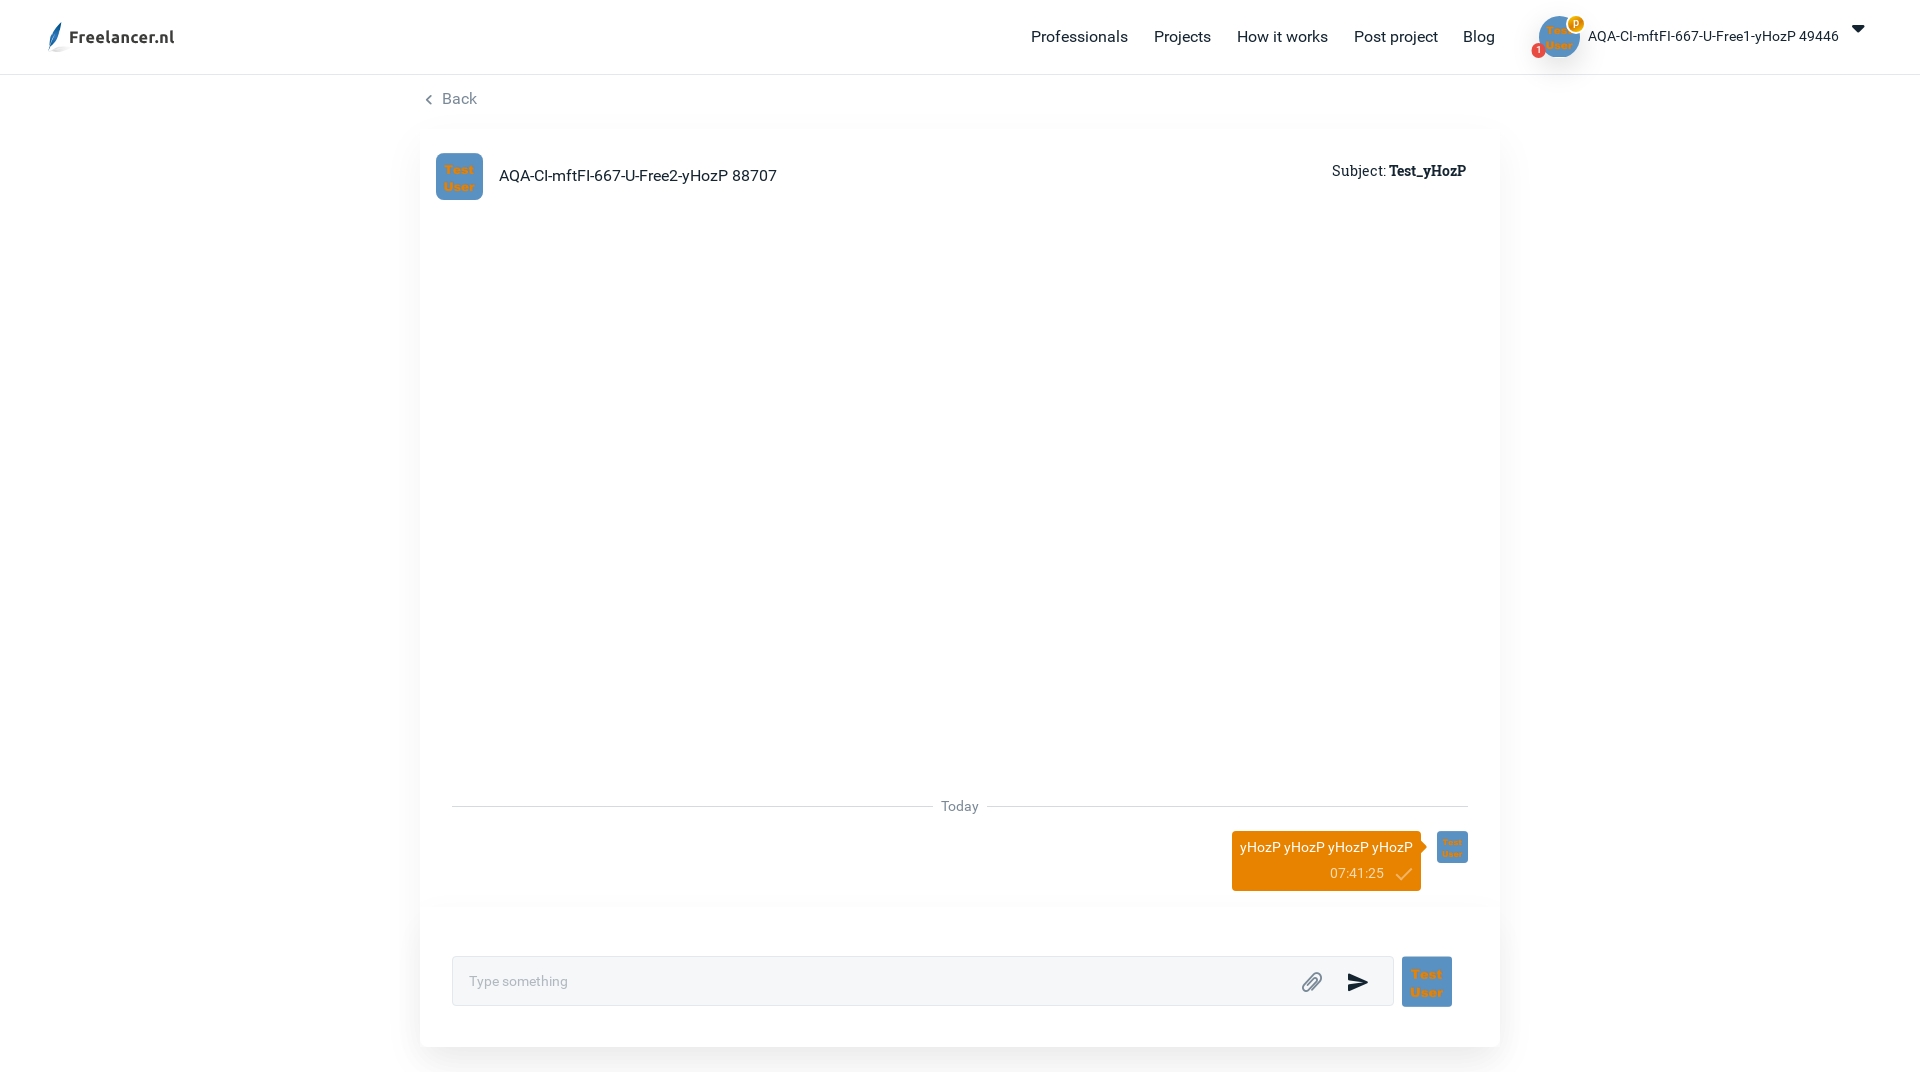 Freelancer.nl
Professionals
Projects
How it works
Post project
Blog
Test
User
p
1
AQA-CI-mftFI-667-U-Free1-yHozP 49446
Back
Test
User
AQA-CI-mftFI-667-U-Free2-yHozP 88707
Subject: Test_yHozP
Today
yHozP yHozP yHozP yHozP
07:41:25
Test
User
Type something
Test
User